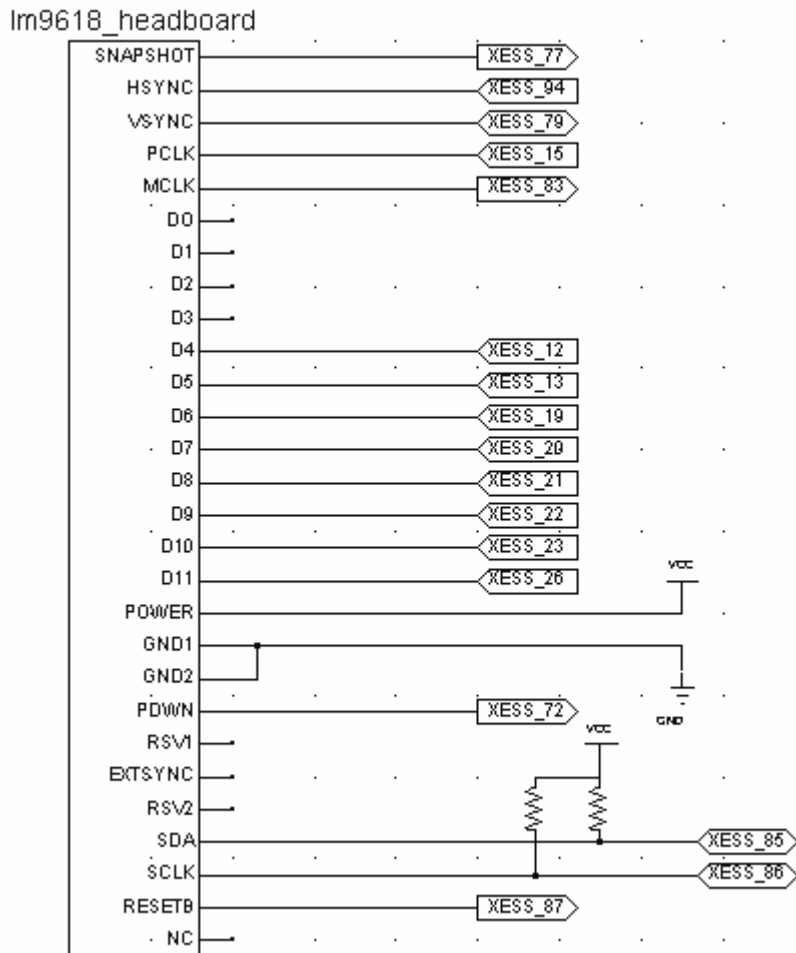 lm9618_headboard
SNAPSHOT XESS_77
HSYNC XESS_94
VSYNC XESS_79
PCLK XESS_15
MCLK XESS_83
D0
D1
D2
D3
D4 XESS_12
D5 XESS_13
D6 XESS_19
D7 XESS_20
D8 XESS_21
D9 XESS_22
D10 XESS_23
D11 XESS_26
VCC
POWER
GND1
GND2
PDWN XESS_72
GND
RSV1
VCC
EXTSYNC
RSV2
SDA XESS_85
SCLK XESS_86
RESETB XESS_87
NC